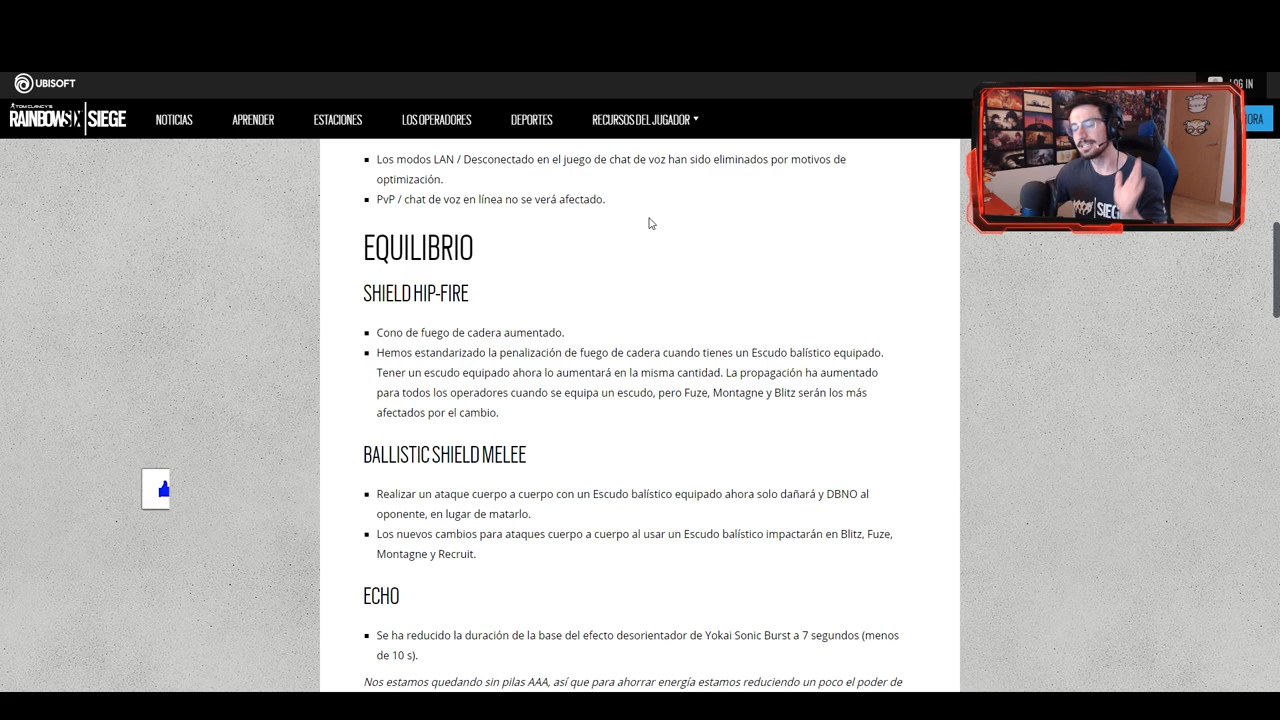 UBISOFT
LOG IN
TOM CLANCY'S
RAINBOW SIX | SIEGE
NOTICIAS
APRENDER
ESTACIONES
LOS OPERADORES
DEPORTES
RECURSOS DEL JUGADOR
▪ Los modos LAN / Desconectado en el juego de chat de voz han sido eliminados por motivos de
optimización.
▪ PvP / chat de voz en línea no se verá afectado.
EQUILIBRIO
SHIELD HIP-FIRE
▪ Cono de fuego de cadera aumentado.
▪ Hemos estandarizado la penalización de fuego de cadera cuando tienes un Escudo balístico equipado.
Tener un escudo equipado ahora lo aumentará en la misma cantidad. La propagación ha aumentado
para todos los operadores cuando se equipa un escudo, pero Fuze, Montagne y Blitz serán los más
afectados por el cambio.
BALLISTIC SHIELD MELEE
▪ Realizar un ataque cuerpo a cuerpo con un Escudo balístico equipado ahora solo dañará y DBNO al
oponente, en lugar de matarlo.
▪ Los nuevos cambios para ataques cuerpo a cuerpo al usar un Escudo balístico impactarán en Blitz, Fuze,
Montagne y Recruit.
ECHO
▪ Se ha reducido la duración de la base del efecto desorientador de Yokai Sonic Burst a 7 segundos (menos
de 10 s).
Nos estamos quedando sin pilas AAA, así que para ahorrar energía estamos reduciendo un poco el poder de